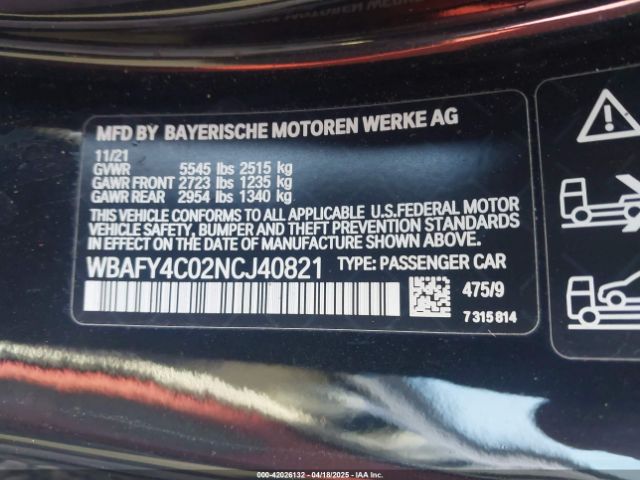 MFD BY BAYERISCHE MOTOREN WERKE AG
11/21
GVWR 5545 lbs 2515 kg
GAWR FRONT 2723 lbs 1235 kg
GAWR REAR 2954 lbs 1340 kg
THIS VEHICLE CONFORMS TO ALL APPLICABLE U.S.FEDERAL MOTOR
VEHICLE SAFETY, BUMPER AND THEFT PREVENTION STANDARDS
IN EFFECT ON THE DATE OF MANUFACTURE SHOWN ABOVE.
WBAFY4C02NCJ40821 TYPE: PASSENGER CAR
475/9
7 315 814
000-42026132 - 04/18/2025 - IAA Inc.